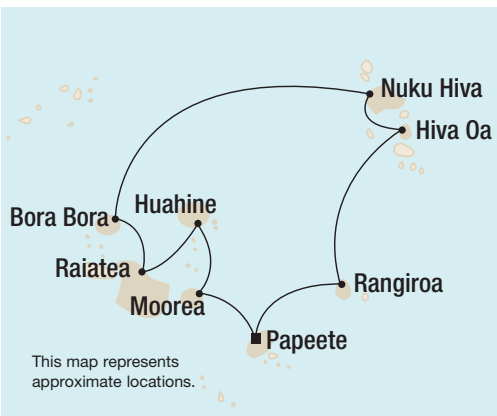 Nuku Hiva
Hiva Oa
Huahine
Bora Bora
Raiatea
Rangiroa
Moorea
Papeete
This map represents
approximate locations.